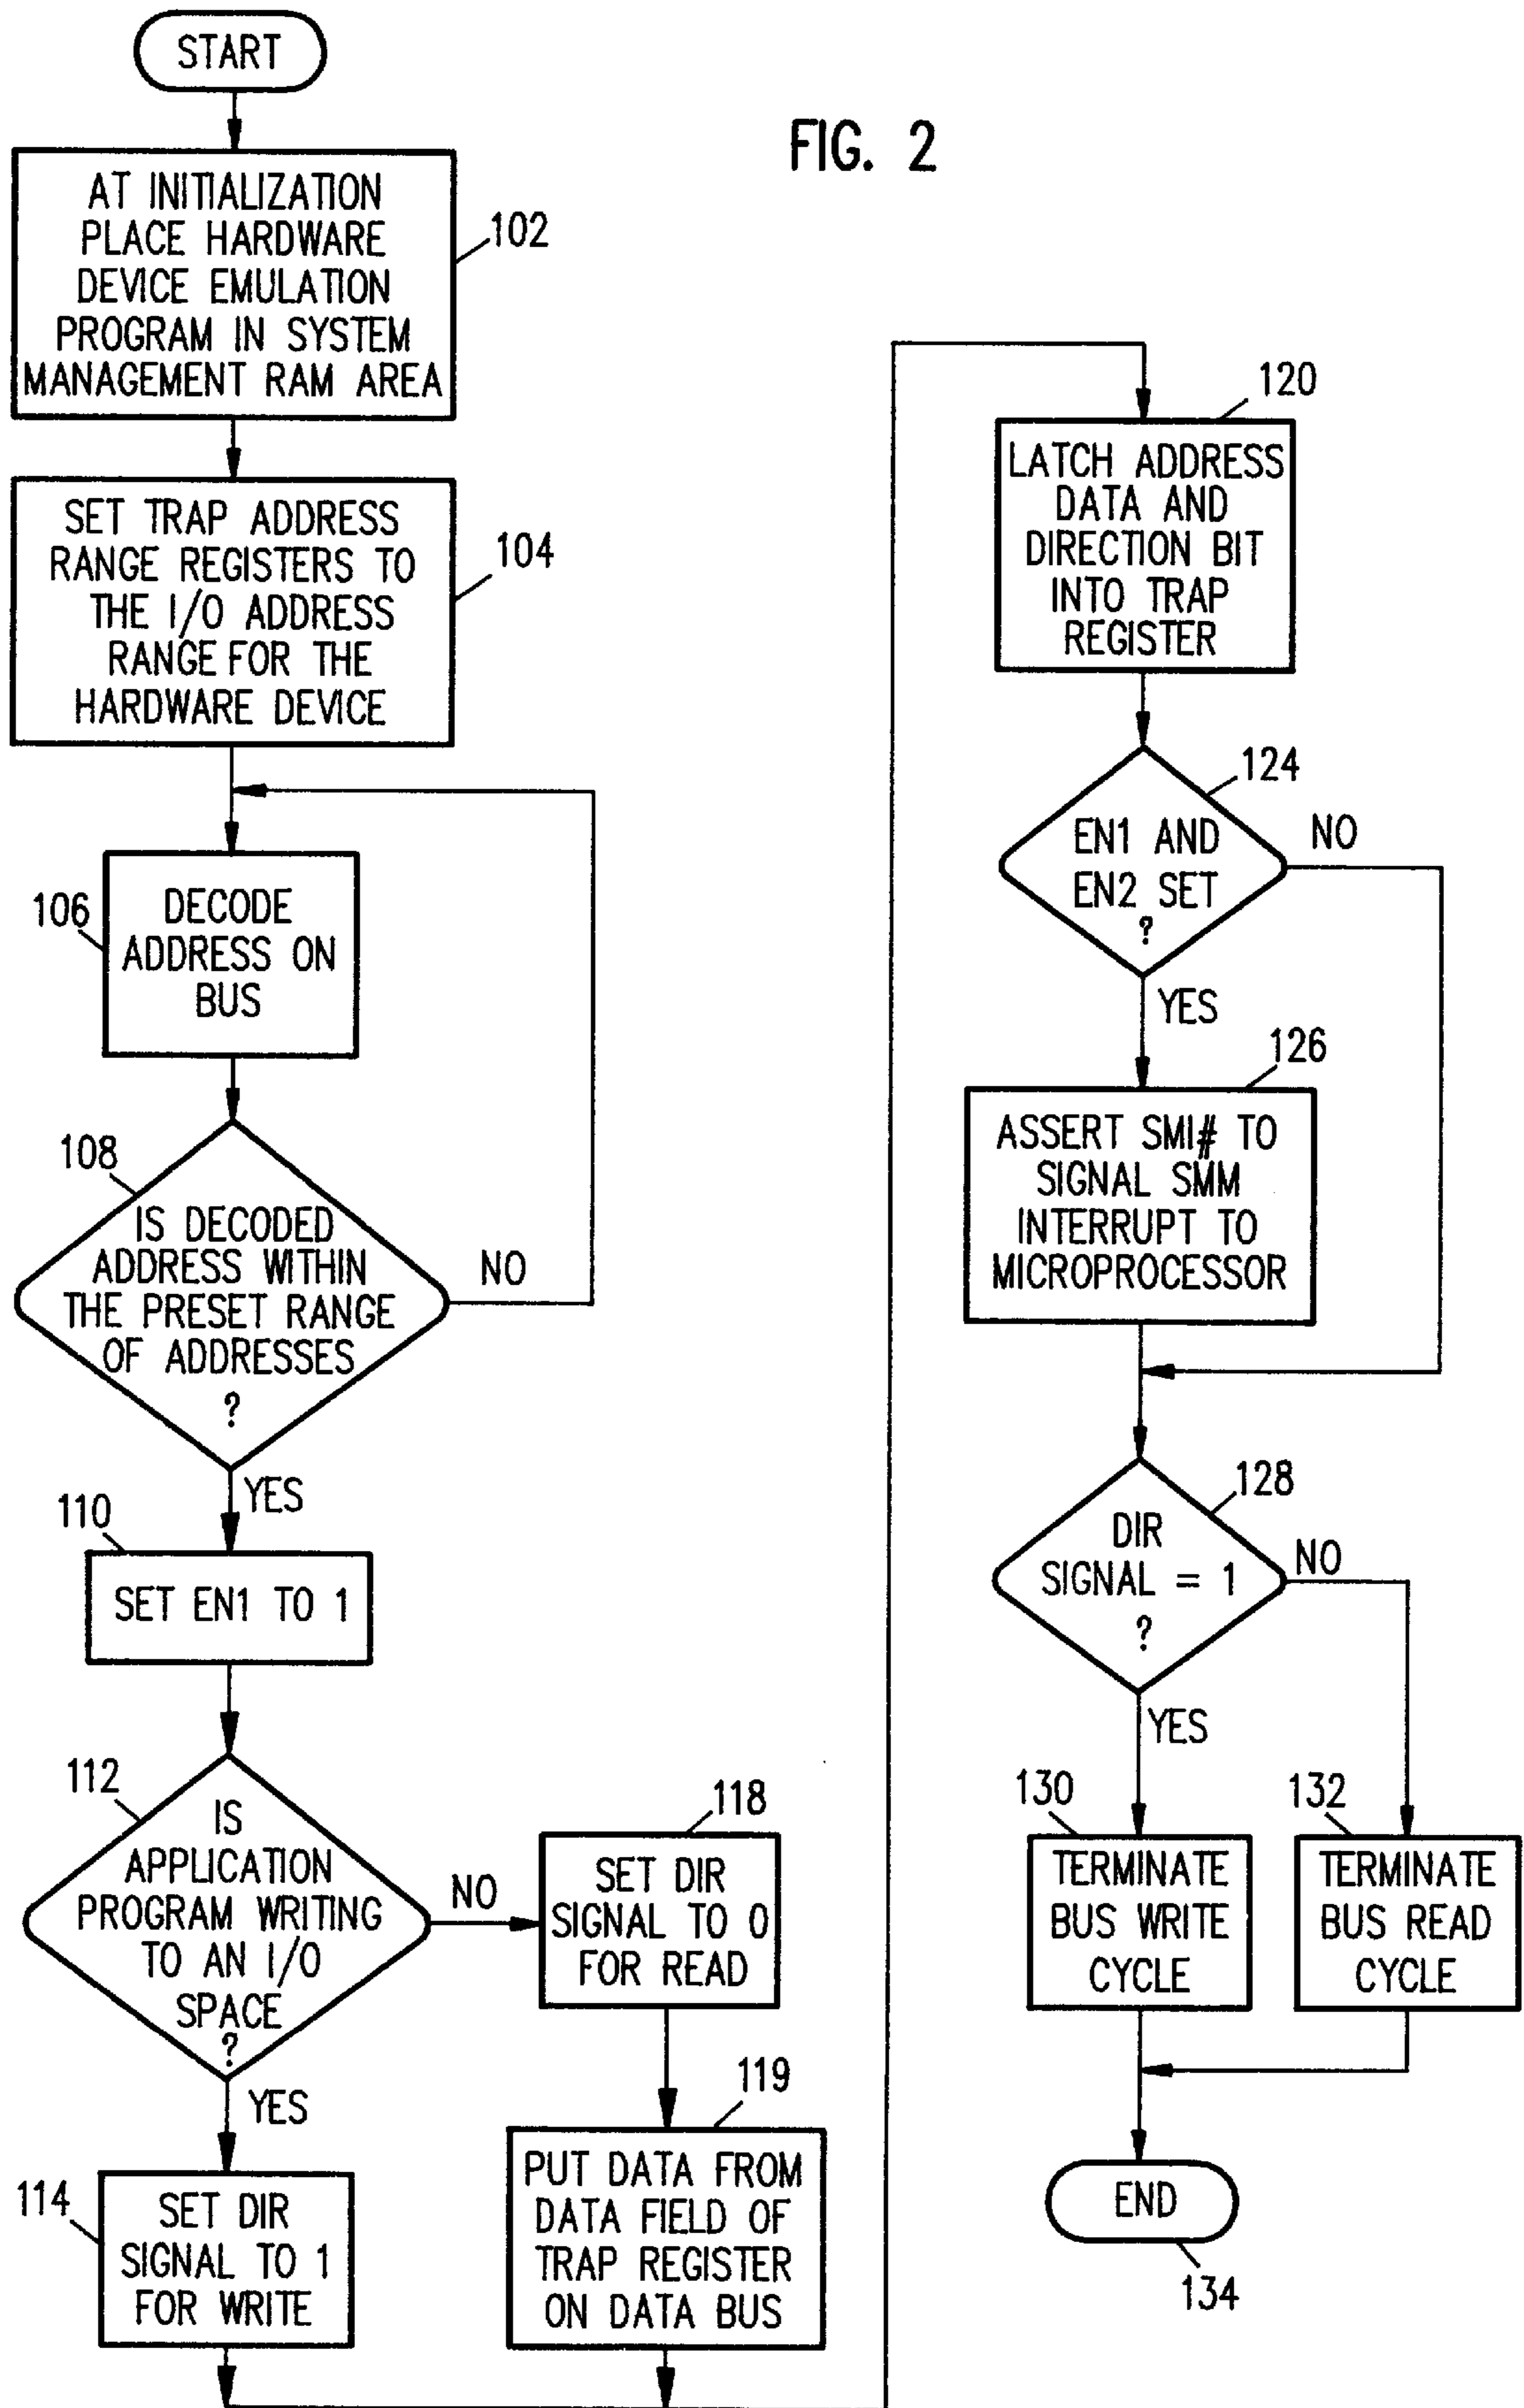 FIG. 2
START
AT INITIALIZATION
PLACE HARDWARE
DEVICE EMULATION
PROGRAM IN SYSTEM
MANAGEMENT RAM AREA
102
SET TRAP ADDRESS
RANGE REGISTERS TO
THE I/O ADDRESS
RANGE FOR THE
HARDWARE DEVICE
104
106
DECODE
ADDRESS ON
BUS
108
IS DECODED
ADDRESS WITHIN
THE PRESET RANGE
OF ADDRESSES
?
NO
YES
110
SET EN1 TO 1
112
IS
APPLICATION
PROGRAM WRITING
TO AN I/O
SPACE
?
NO
YES
118
SET DIR
SIGNAL TO 0
FOR READ
114
SET DIR
SIGNAL TO 1
FOR WRITE
119
PUT DATA FROM
DATA FIELD OF
TRAP REGISTER
ON DATA BUS
120
LATCH ADDRESS
DATA AND
DIRECTION BIT
INTO TRAP
REGISTER
124
EN1 AND
EN2 SET
?
NO
YES
126
ASSERT SMI# TO
SIGNAL SMM
INTERRUPT TO
MICROPROCESSOR
128
DIR
SIGNAL = 1
?
NO
YES
130
TERMINATE
BUS WRITE
CYCLE
132
TERMINATE
BUS READ
CYCLE
END
134